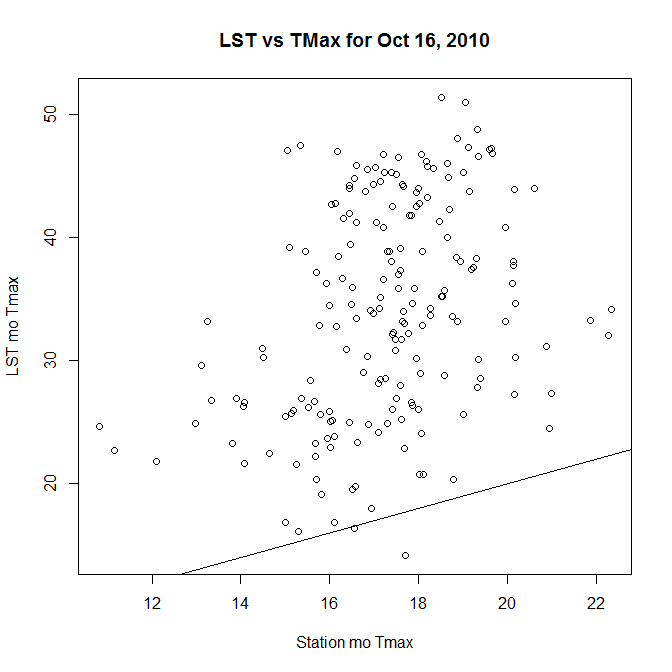 LST vs TMax for Oct 16, 2010
50
40
30
20
LST mo Tmax
12 14 16 18 20 22
Station mo Tmax